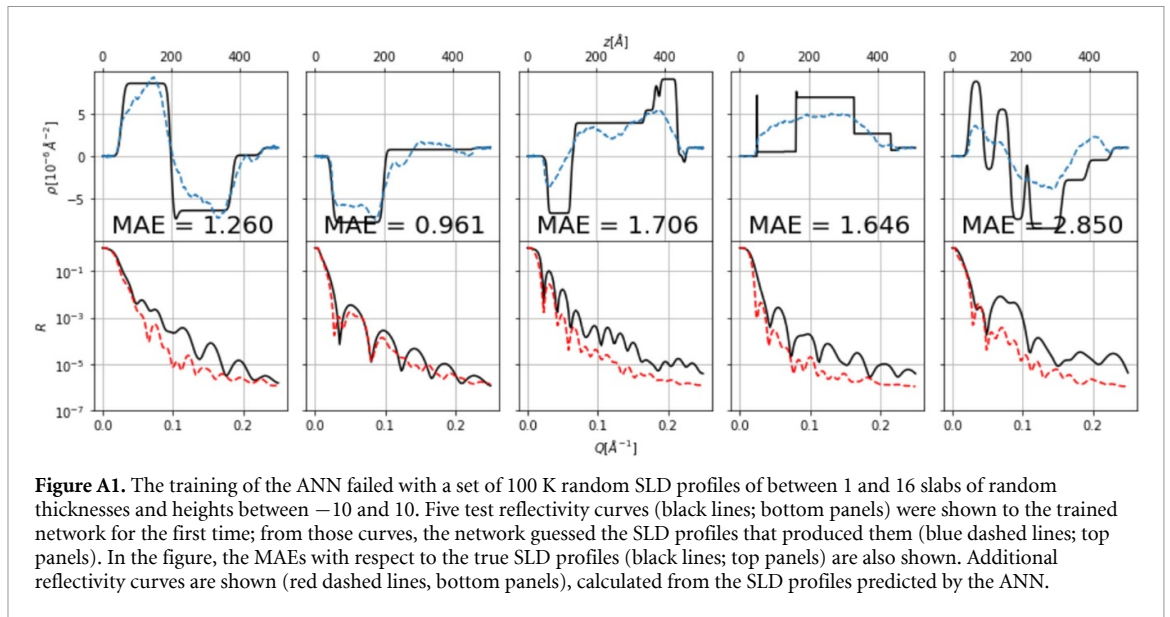 z[Å]
0 200 400 0 200 400 0 200 400 0 200 400 0 200 400
5
0
−5
ρ[10⁻⁶Å⁻²]
MAE = 1.260 MAE = 0.961 MAE = 1.706 MAE = 1.646 MAE = 2.850
10⁻¹
10⁻³
10⁻⁵
10⁻⁷
R
0.0 0.1 0.2 0.0 0.1 0.2 0.0 0.1 0.2 0.0 0.1 0.2 0.0 0.1 0.2
Q[Å⁻¹]
Figure A1. The training of the ANN failed with a set of 100 K random SLD profiles of between 1 and 16 slabs of random
thicknesses and heights between −10 and 10. Five test reflectivity curves (black lines; bottom panels) were shown to the trained
network for the first time; from those curves, the network guessed the SLD profiles that produced them (blue dashed lines; top
panels). In the figure, the MAEs with respect to the true SLD profiles (black lines; top panels) are also shown. Additional
reflectivity curves are shown (red dashed lines, bottom panels), calculated from the SLD profiles predicted by the ANN.